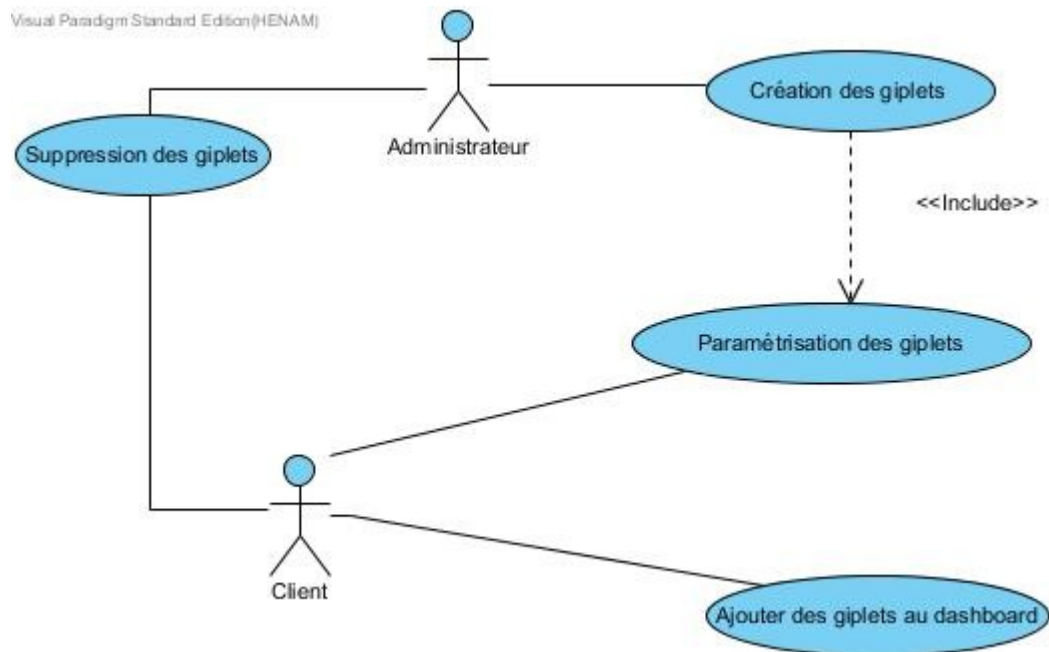 Visual Paradigm Standard Edition(HENAM)
Création des giplets
Administrateur
Suppression des giplets
<<Include>>
Paramétrisation des giplets
Client
Ajouter des giplets au dashboard